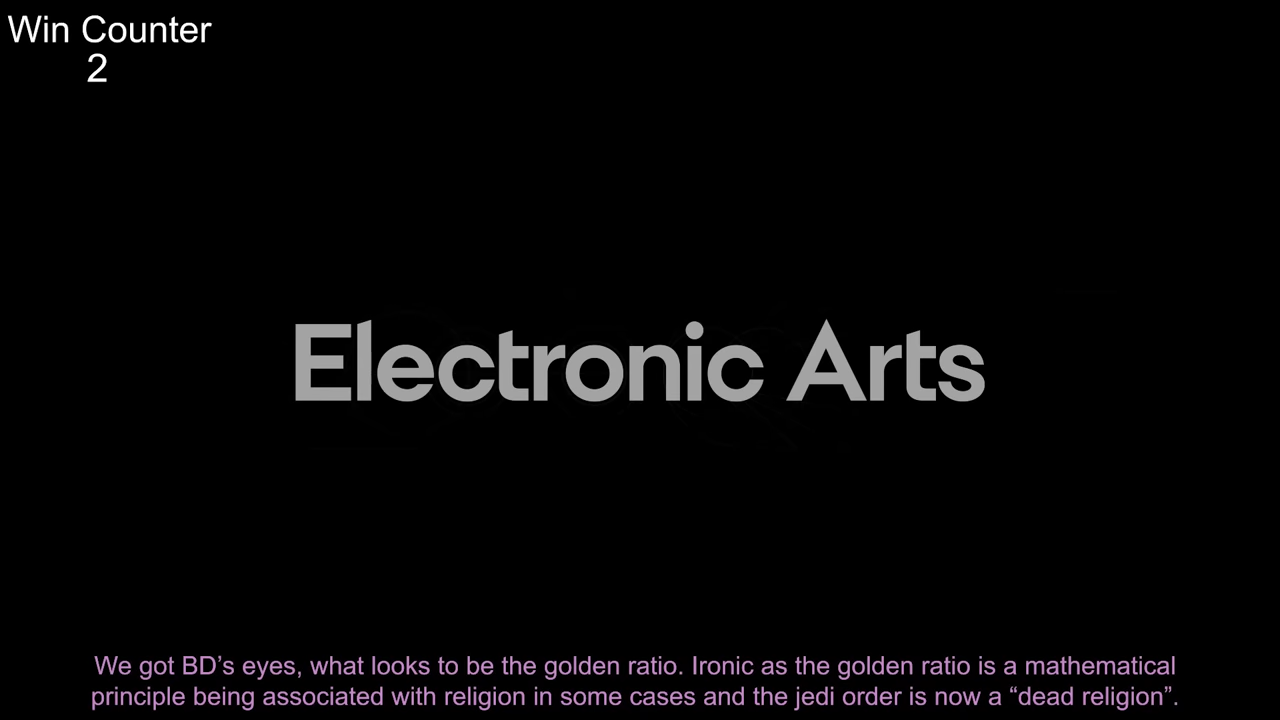 Win Counter
2
Electronic Arts
We got BD’s eyes, what looks to be the golden ratio. Ironic as the golden ratio is a mathematical
principle being associated with religion in some cases and the jedi order is now a “dead religion”.